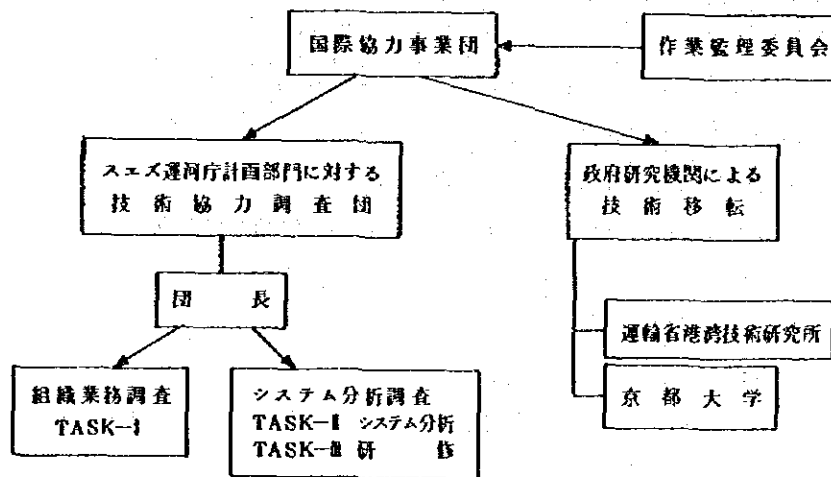 国際協力事業団
作業監理委員会
スエズ運河庁計画部門に対する
技術協力調査団
政府研究機関による
技術移転
団長
運輸省港湾技術研究所
京都大学
組織業務調査
TASK-I
システム分析調査
TASK-II システム分析
TASK-III 研修